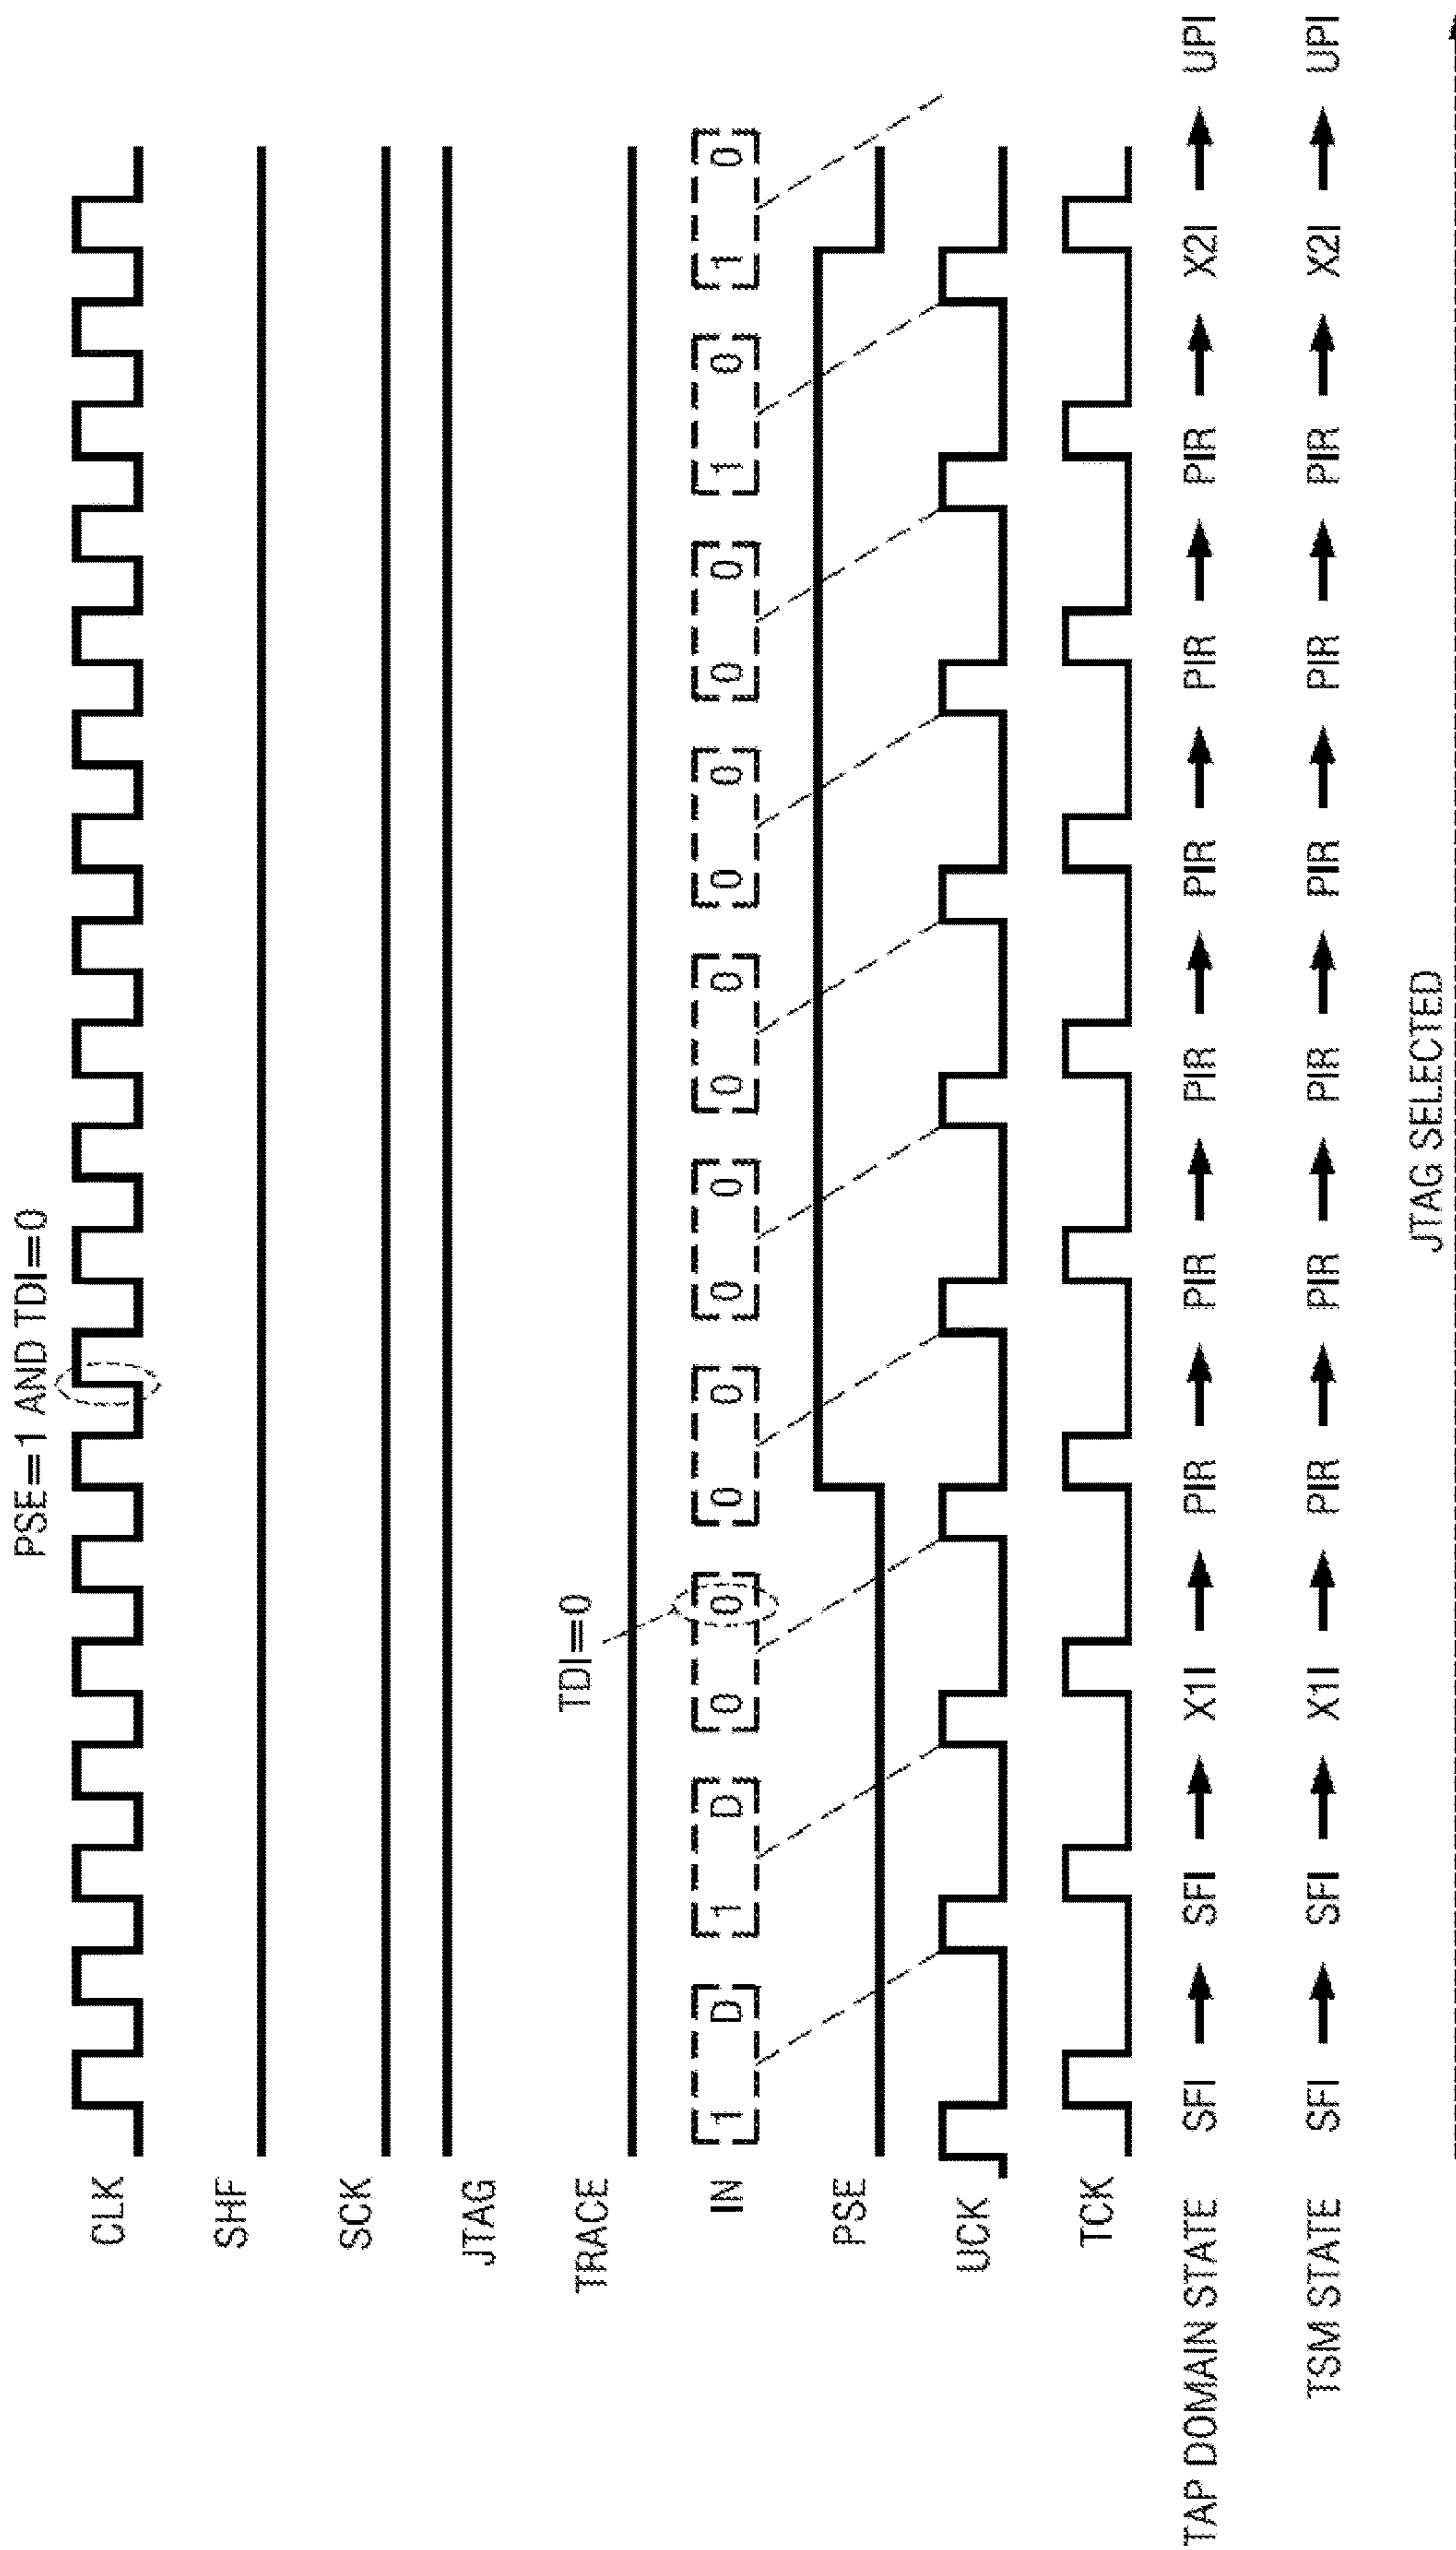 PSE=1 AND TDI=0
CLK
SHF
SCK
JTAG
TDI=0
TRACE
IN 1 D 1 D 0 0 0 0 0 0 0 0 0 0 0 0 1 0 1 0
PSE
UCK
TCK
TAP DOMAIN STATE SFI SFI X1I PIR PIR PIR PIR PIR PIR X2I UPI
TSM STATE SFI SFI X1I PIR PIR PIR PIR PIR PIR X2I UPI
JTAG SELECTED